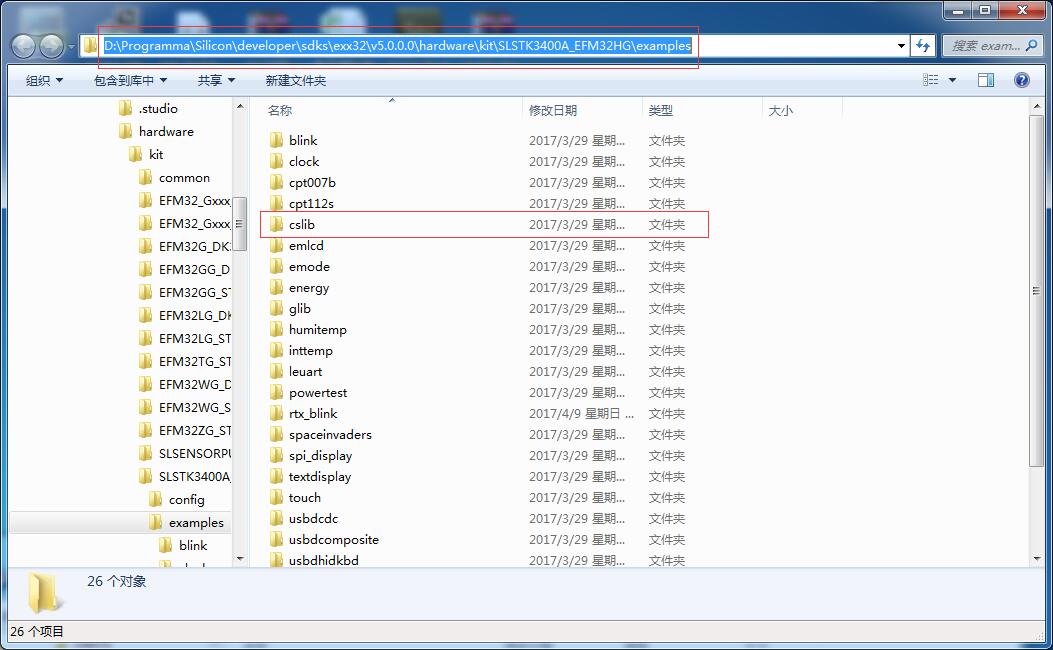 D:\Programma\Silicon\developer\sdks\exx32\v5.0.0.0\hardware\kit\SLSTK3400A_EFM32HG\examples
搜索 exam...
组织 包含到库中 共享 新建文件夹
.studio
hardware
kit
common
EFM32_Gxxx_
EFM32_Gxxx_
EFM32G_DK3
EFM32GG_D
EFM32GG_ST
EFM32LG_DK
EFM32LG_ST
EFM32TG_ST
EFM32WG_D
EFM32WG_S
EFM32ZG_ST
SLSENSORPU
SLSTK3400A_
config
examples
blink
名称 修改日期 类型 大小
blink 2017/3/29 星期... 文件夹
clock 2017/3/29 星期... 文件夹
cpt007b 2017/3/29 星期... 文件夹
cpt112s 2017/3/29 星期... 文件夹
cslib 2017/3/29 星期... 文件夹
emlcd 2017/3/29 星期... 文件夹
emode 2017/3/29 星期... 文件夹
energy 2017/3/29 星期... 文件夹
glib 2017/3/29 星期... 文件夹
humitemp 2017/3/29 星期... 文件夹
inttemp 2017/3/29 星期... 文件夹
leuart 2017/3/29 星期... 文件夹
powertest 2017/3/29 星期... 文件夹
rtx_blink 2017/4/9 星期日 ... 文件夹
spaceinvaders 2017/3/29 星期... 文件夹
spi_display 2017/3/29 星期... 文件夹
textdisplay 2017/3/29 星期... 文件夹
touch 2017/3/29 星期... 文件夹
usbdcdc 2017/3/29 星期... 文件夹
usbdcomposite 2017/3/29 星期... 文件夹
usbdhidkbd 2017/3/29 星期... 文件夹
26 个对象
26 个项目